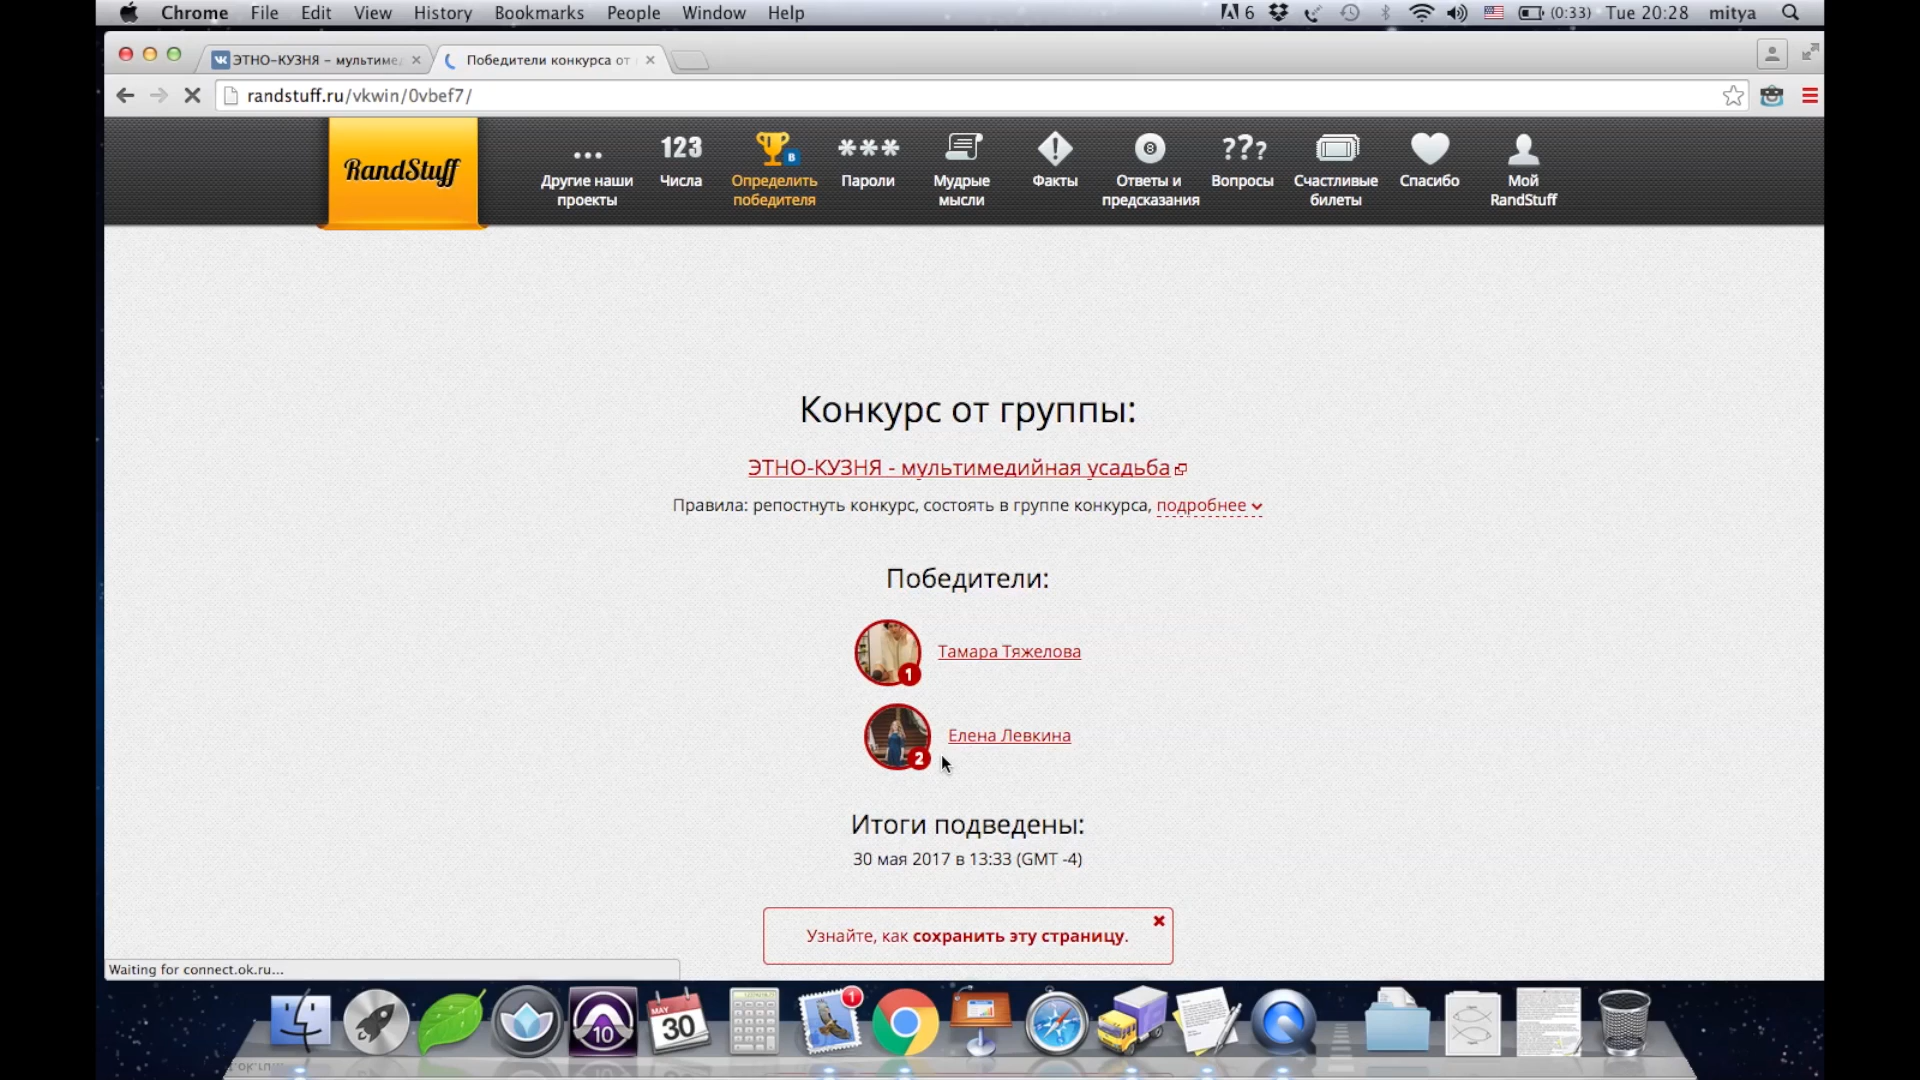 Chrome File Edit View History Bookmarks People Window Help 6 (0:33) Tue 20:28 mitya
ЭТНО-КУЗНЯ – мультиме Победители конкурса от
randstuff.ru/vkwin/0vbef7/
RandStuff
... 123 B *** 8 ???
Другие наши проекты
Числа
Определить победителя
Пароли
Мудрые мысли
Факты
Ответы и предсказания
Вопросы
Счастливые билеты
Спасибо
Мой RandStuff
Конкурс от группы:
ЭТНО-КУЗНЯ - мультимедийная усадьба
Правила: репостнуть конкурс, состоять в группе конкурса, подробнее
Победители:
1 Тамара Тяжелова
2 Елена Левкина
Итоги подведены:
30 мая 2017 в 13:33 (GMT -4)
Узнайте, как сохранить эту страницу.
Waiting for connect.ok.ru...
10
MAY
30
1